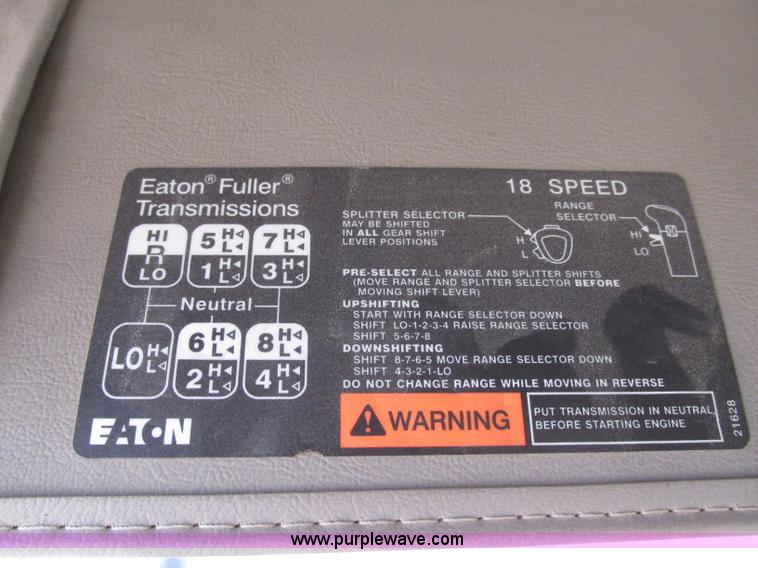 Eaton® Fuller®
Transmissions
18 SPEED
HI
R
LO
5 H L
1 H L
7 H L
3 H L
Neutral
LO H L
6 H L
2 H L
8 H L
4 H L
EATON
SPLITTER SELECTOR
MAY BE SHIFTED
IN ALL GEAR SHIFT
LEVER POSITIONS
H
L
RANGE
SELECTOR
HI
LO
PRE-SELECT ALL RANGE AND SPLITTER SHIFTS
(MOVE RANGE AND SPLITTER SELECTOR BEFORE
MOVING SHIFT LEVER)
UPSHIFTING
START WITH RANGE SELECTOR DOWN
SHIFT LO-1-2-3-4 RAISE RANGE SELECTOR
SHIFT 5-6-7-8
DOWNSHIFTING
SHIFT 8-7-6-5 MOVE RANGE SELECTOR DOWN
SHIFT 4-3-2-1-LO
DO NOT CHANGE RANGE WHILE MOVING IN REVERSE
WARNING
PUT TRANSMISSION IN NEUTRAL
BEFORE STARTING ENGINE
21628
www.purplewave.com